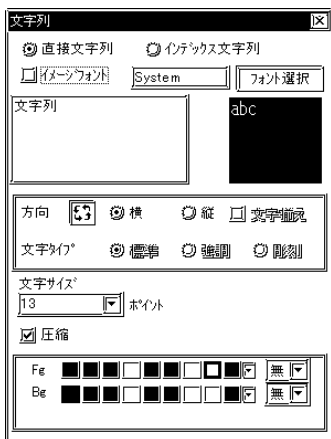 文字列
直接文字列 インデックス文字列
イメージフォント System フォント選択
文字列 abc
方向 横 縦 文字揃え
文字タイプ 標準 強調 彫刻
文字サイズ
13 ポイント
圧縮
Fg 無
Bg 無